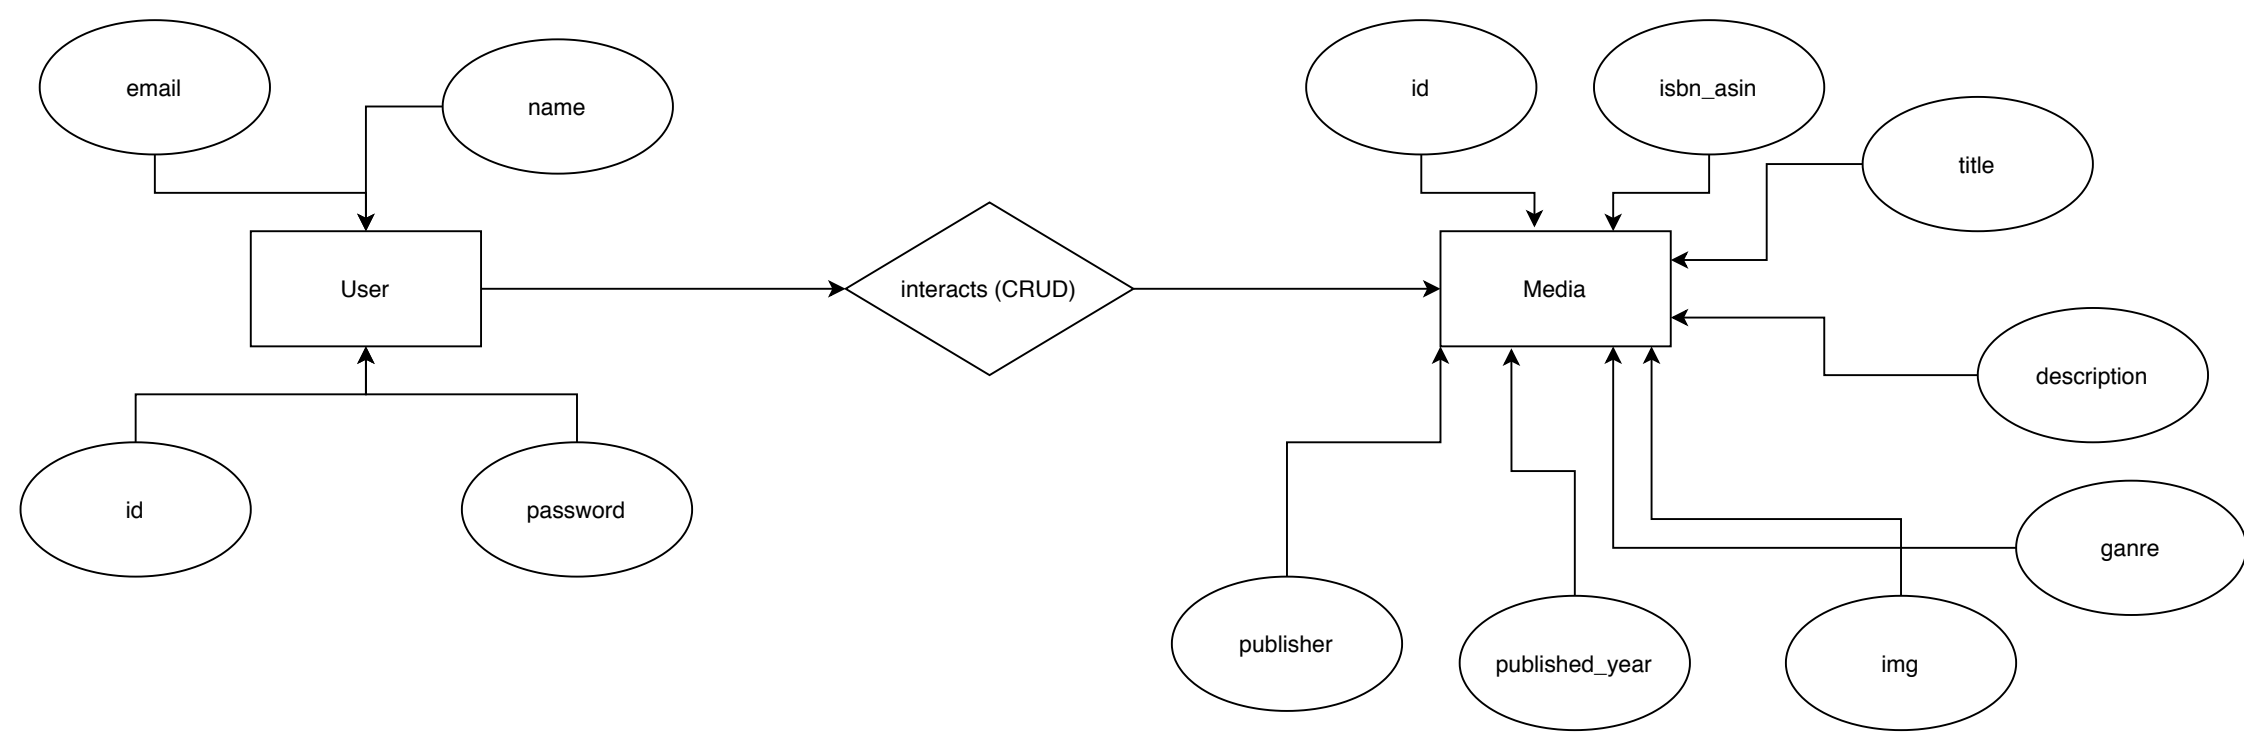 email
name
id
isbn_asin
title
User
interacts (CRUD)
Media
description
id
password
ganre
publisher
published_year
img